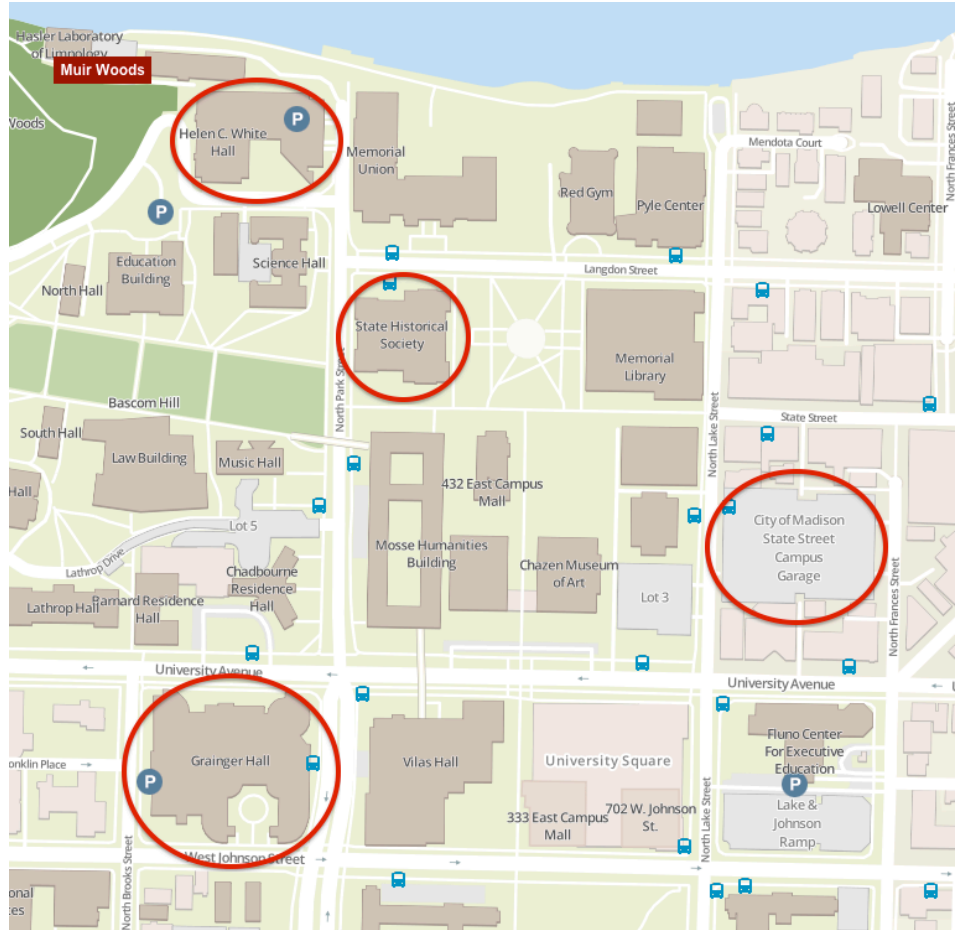 Hasler Laboratory
of Limnology
Muir Woods
Woods
Helen C. White
Hall
P
Memorial
Union
Red Gym
Pyle Center
Mendota Court
North Frances Street
Lowell Center
P
Education
Building
Science Hall
North Hall
Langdon Street
State Historical
Society
Memorial
Library
North Park Street
Bascom Hill
North Lake Street
State Street
South Hall
Law Building
Music Hall
Hall
432 East Campus
Mall
Lot 5
City of Madison
State Street
Campus
Garage
Mosse Humanities
Building
Chazen Museum
of Art
Lathrop Drive
Chadbourne
Residence
Hall
Lot 3
North Frances Street
Lathrop Hall
Barnard Residence
Hall
University Avenue
University Avenue
U
Grainger Hall
P
Vilas Hall
University Square
Fluno Center
For Executive
Education
P
onklin Place
333 East Campus
Mall
702 W. Johnson
St.
Lake &
Johnson
Ramp
North Lake Street
West Johnson Street
North Brooks Street
onal
ces